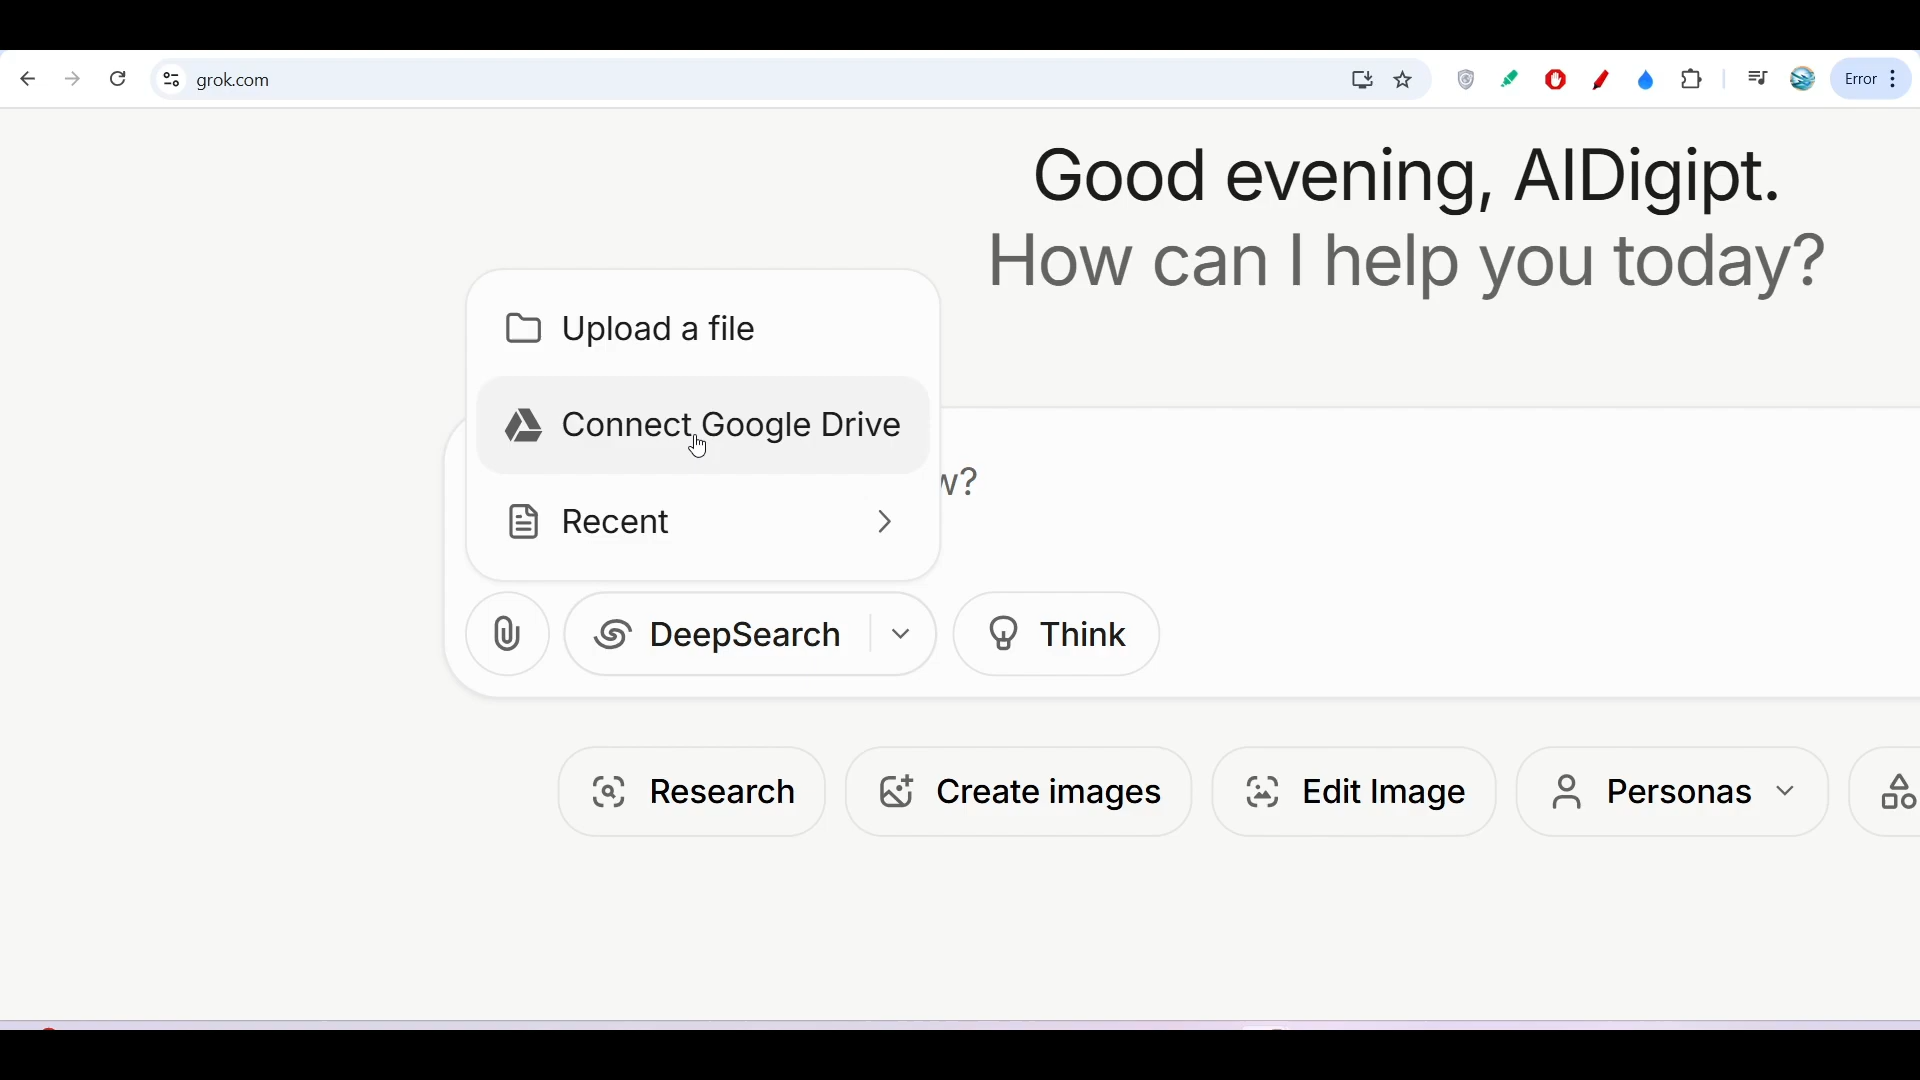 grok.com
Error
Good evening, AIDigipt.
How can I help you today?
Upload a file
Connect Google Drive
w?
Recent
DeepSearch
Think
Research
Create images
Edit Image
Personas